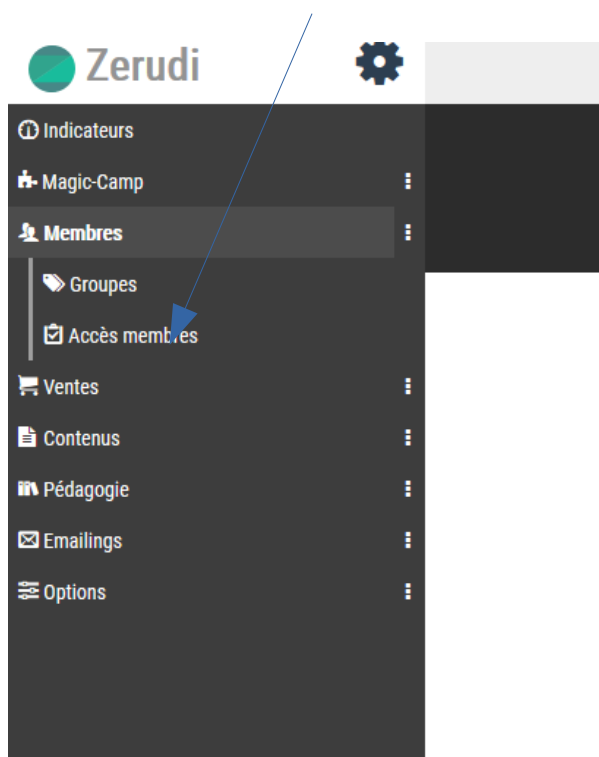 Zerudi
Indicateurs
Magic-Camp
Membres
Groupes
Accès membres
Ventes
Contenus
Pédagogie
Emailings
Options